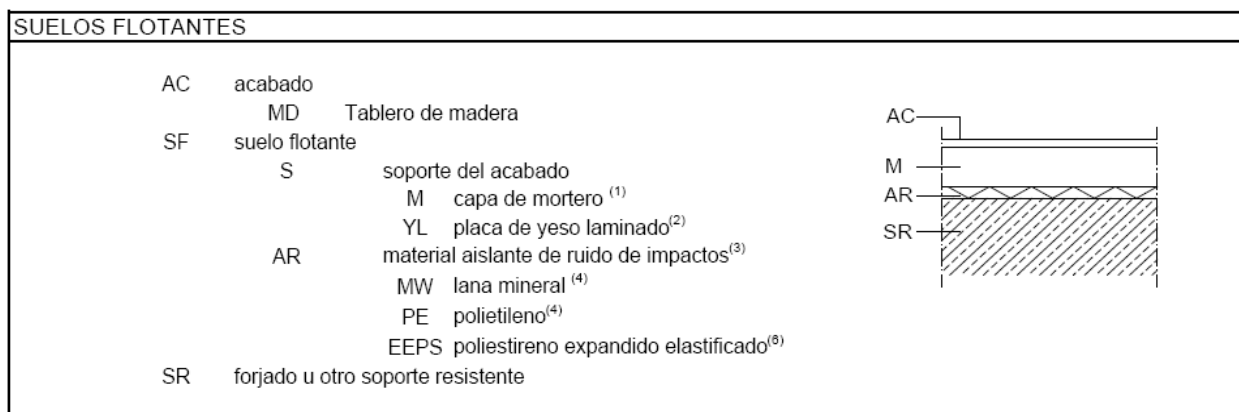 SUELOS FLOTANTES
AC acabado
MD Tablero de madera
SF suelo flotante
S soporte del acabado
M capa de mortero (1)
YL placa de yeso laminado(2)
AR material aislante de ruido de impactos(3)
MW lana mineral (4)
PE polietileno(4)
EEPS poliestireno expandido elastificado(6)
SR forjado u otro soporte resistente
AC
M
AR
SR